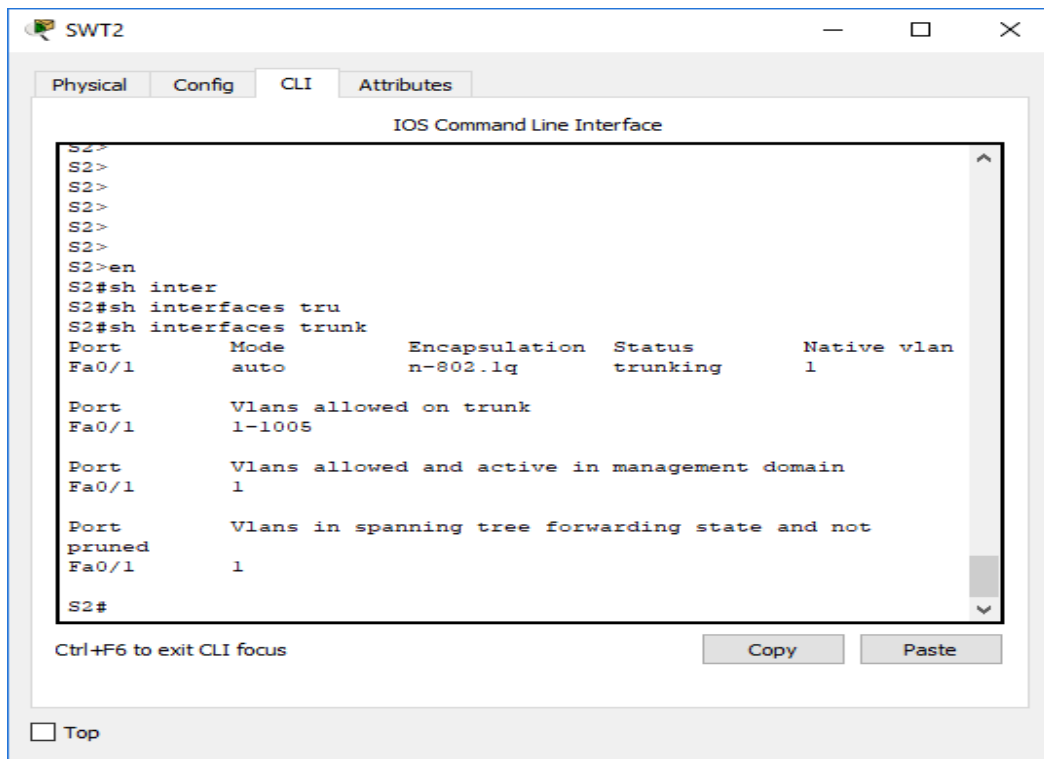 SWT2
Physical Config CLI Attributes
IOS Command Line Interface
S2>
S2>
S2>
S2>
S2>
S2>
S2>en
S2#sh inter
S2#sh interfaces tru
S2#sh interfaces trunk
Port Mode Encapsulation Status Native vlan
Fa0/1 auto n-802.1q trunking 1
Port Vlans allowed on trunk
Fa0/1 1-1005
Port Vlans allowed and active in management domain
Fa0/1 1
Port Vlans in spanning tree forwarding state and not
pruned
Fa0/1 1
S2#
Ctrl+F6 to exit CLI focus
Copy Paste
Top